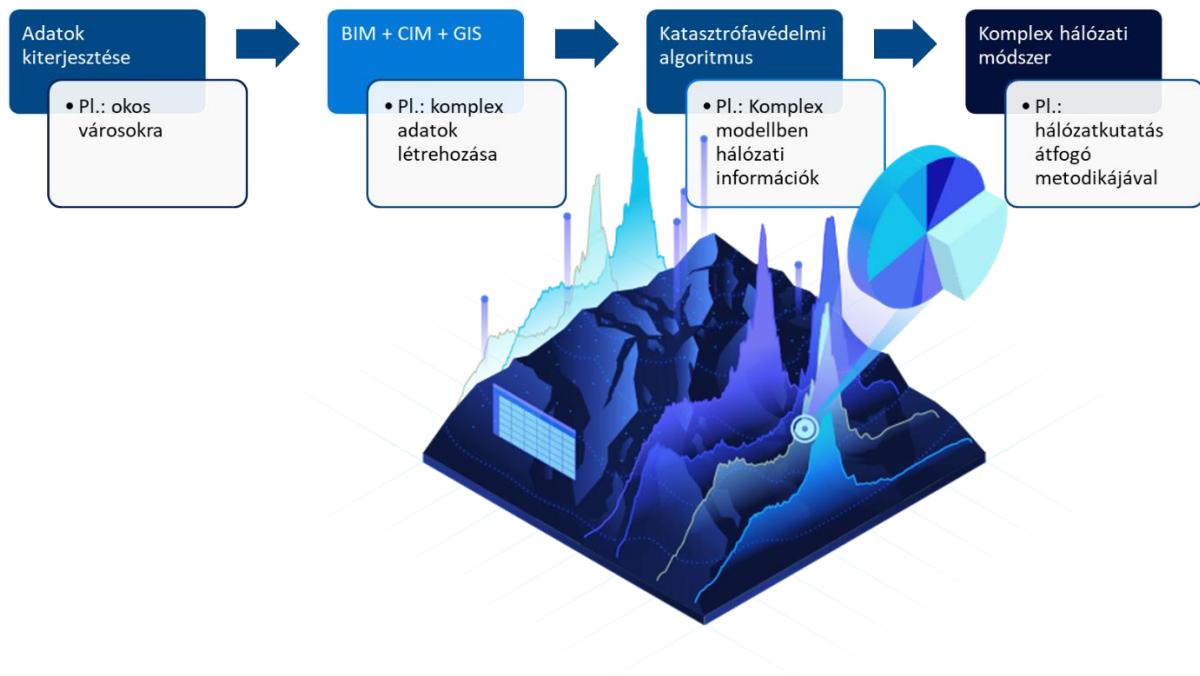 Adatok
kiterjesztése
• Pl.: okos
városokra
BIM + CIM + GIS
• Pl.: komplex
adatok
létrehozása
Katasztrófavédelmi
algoritmus
• Pl.: Komplex
modellben
hálózati
információk
Komplex hálózati
módszer
• Pl.:
hálózatkutatás
átfogó
metodikájával